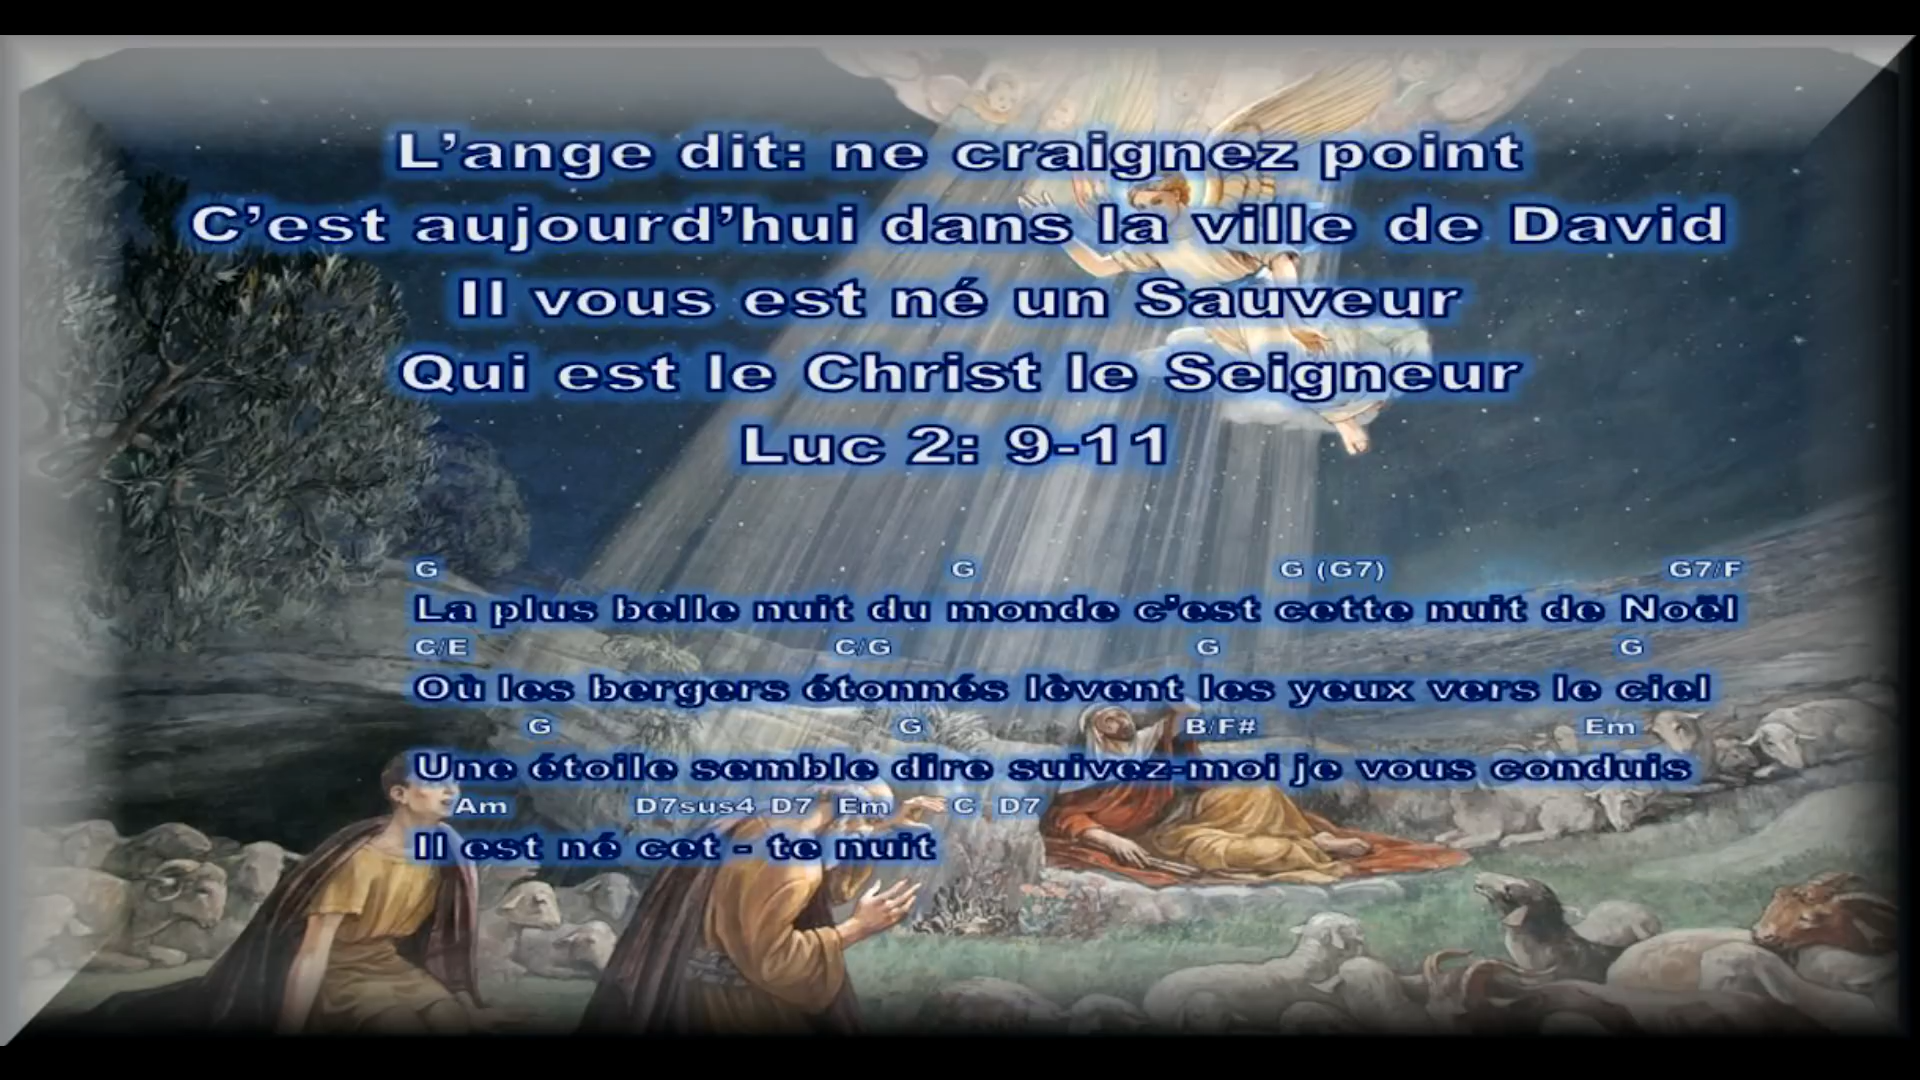 L’ange dit: ne craignez point
C’est aujourd’hui dans la ville de David
Il vous est né un Sauveur
Qui est le Christ le Seigneur
Luc 2: 9-11
G G G (G7) G7/F
La plus belle nuit du monde c'est cette nuit de Noël
C/E C/G G G
Où les bergers étonnés lèvent les yeux vers le ciel
G G B/F# Em
Une étoile semble dire suivez-moi je vous conduis
Am D7sus4 D7 Em C D7
Il est né cet - te nuit